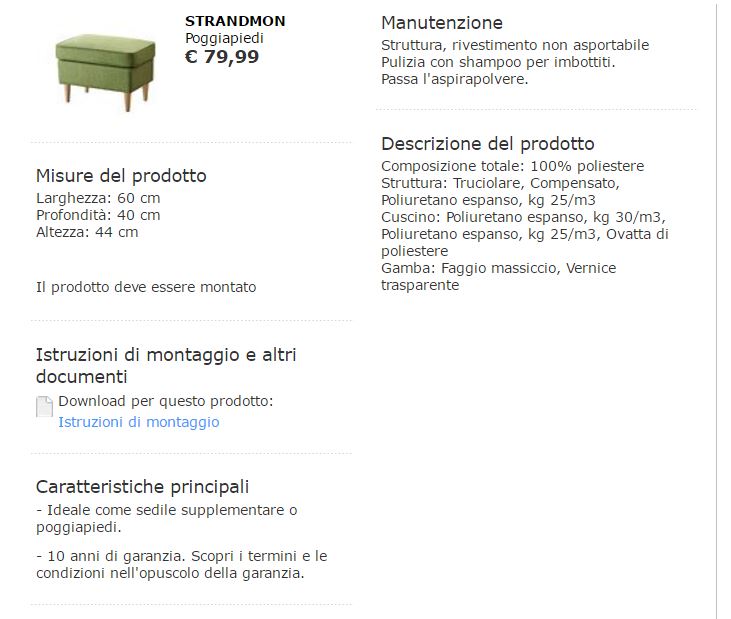 STRANDMON
Poggiapiedi
€ 79,99
Misure del prodotto
Larghezza: 60 cm
Profondità: 40 cm
Altezza: 44 cm
Il prodotto deve essere montato
Istruzioni di montaggio e altri
documenti
Download per questo prodotto:
Istruzioni di montaggio
Caratteristiche principali
- Ideale come sedile supplementare o
poggiapiedi.
- 10 anni di garanzia. Scopri i termini e le
condizioni nell'opuscolo della garanzia.
Manutenzione
Struttura, rivestimento non asportabile
Pulizia con shampoo per imbottiti.
Passa l'aspirapolvere.
Descrizione del prodotto
Composizione totale: 100% poliestere
Struttura: Truciolare, Compensato,
Poliuretano espanso, kg 25/m3
Cuscino: Poliuretano espanso, kg 30/m3,
Poliuretano espanso, kg 25/m3, Ovatta di
poliestere
Gamba: Faggio massiccio, Vernice
trasparente